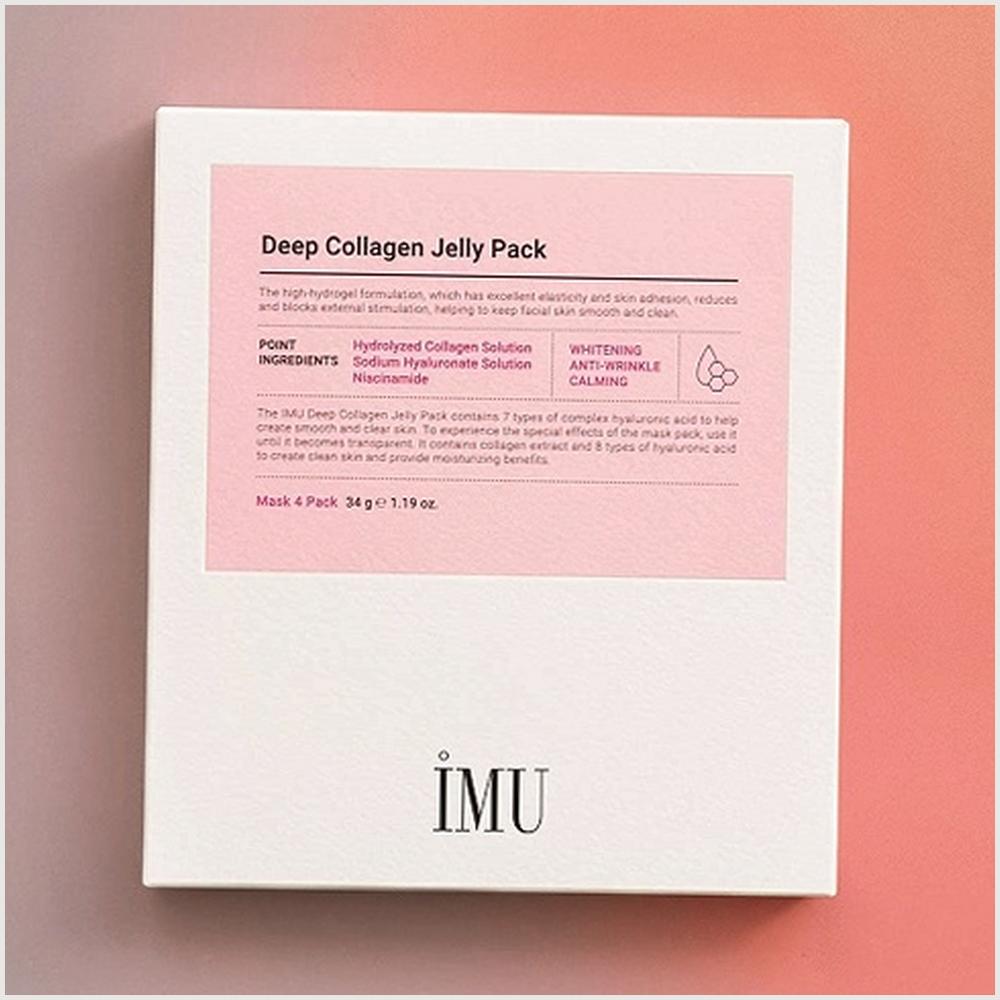 Deep Collagen Jelly Pack
The high-hydrogel formulation, which has excellent elasticity and skin adhesion, reduces
and blocks external stimulation, helping to keep facial skin smooth and clean.
POINT
INGREDIENTS
Hydrolyzed Collagen Solution
Sodium Hyaluronate Solution
Niacinamide
WHITENING
ANTI-WRINKLE
CALMING
The IMU Deep Collagen Jelly Pack contains 7 types of complex hyaluronic acid to help
create smooth and clear skin. To experience the special effects of the mask pack, use it
until it becomes transparent. It contains collagen extract and 8 types of hyaluronic acid
to create clean skin and provide moisturizing benefits.
Mask 4 Pack 34 g ℮ 1.19 oz.
IMU